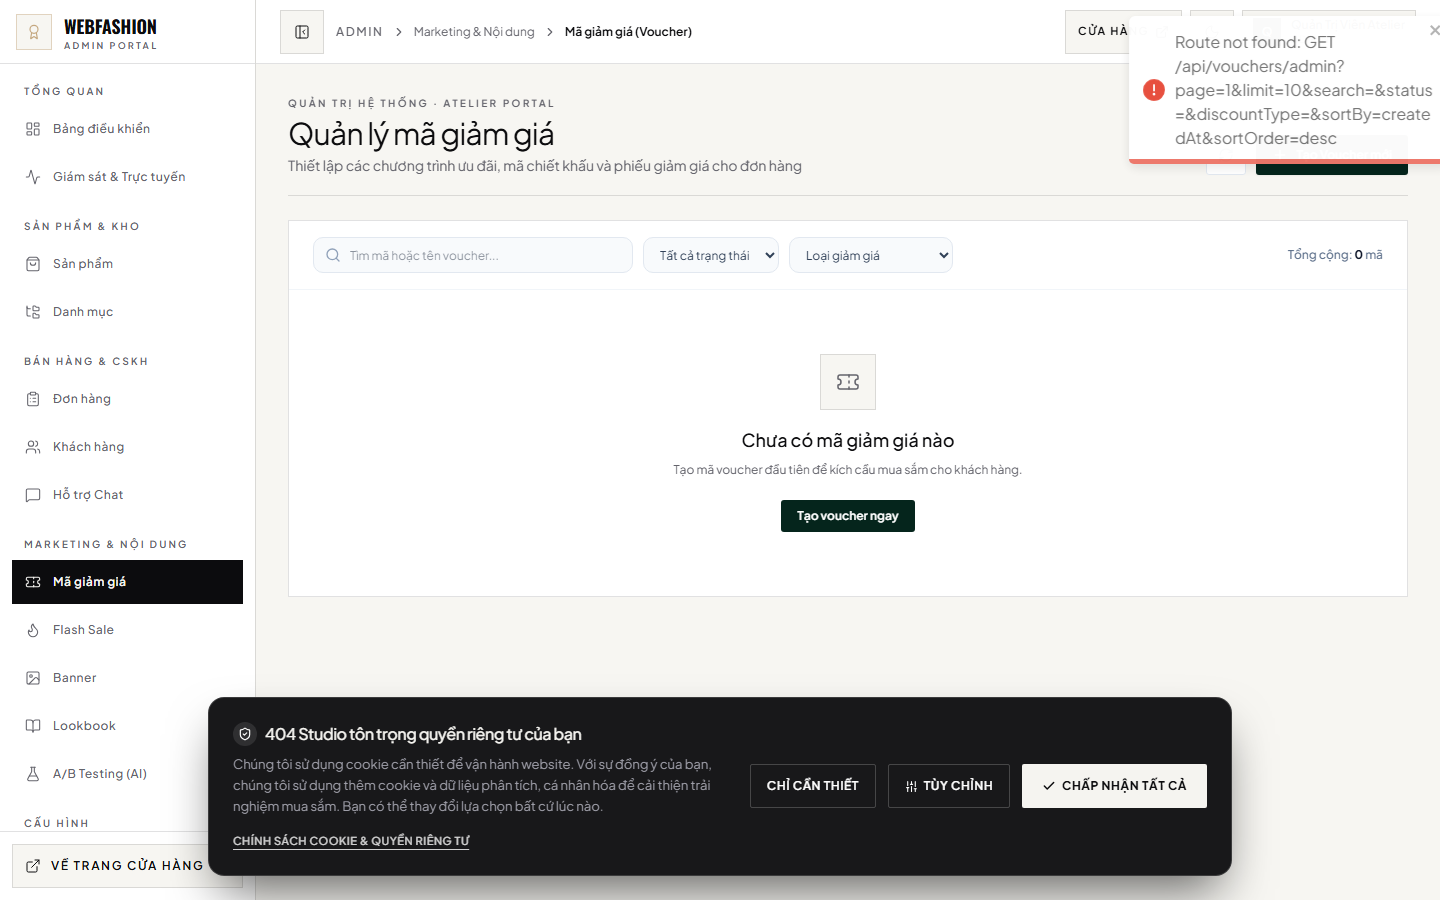 WEBFASHION
ADMIN PORTAL
TỔNG QUAN
Bảng điều khiển
Giám sát & Trực tuyến
SẢN PHẨM & KHO
Sản phẩm
Danh mục
BÁN HÀNG & CSKH
Đơn hàng
Khách hàng
Hỗ trợ Chat
MARKETING & NỘI DUNG
Mã giảm giá
Flash Sale
Banner
Lookbook
A/B Testing (AI)
CẤU HÌNH
VỀ TRANG CỬA HÀNG
ADMIN > Marketing & Nội dung > Mã giảm giá (Voucher)
CỬA HÀ
Route not found: GET
/api/vouchers/admin?
page=1&limit=10&search=&status
=&discountType=&sortBy=create
dAt&sortOrder=desc
QUẢN TRỊ HỆ THỐNG · ATELIER PORTAL
Quản lý mã giảm giá
Thiết lập các chương trình ưu đãi, mã chiết khấu và phiếu giảm giá cho đơn hàng
Tìm mã hoặc tên voucher...
Tất cả trạng thái
Loại giảm giá
Tổng cộng: 0 mã
Chưa có mã giảm giá nào
Tạo mã voucher đầu tiên để kích cầu mua sắm cho khách hàng.
Tạo voucher ngay
404 Studio tôn trọng quyền riêng tư của bạn
Chúng tôi sử dụng cookie cần thiết để vận hành website. Với sự đồng ý của bạn,
chúng tôi sử dụng thêm cookie và dữ liệu phân tích, cá nhân hóa để cải thiện trải
nghiệm mua sắm. Bạn có thể thay đổi lựa chọn bất cứ lúc nào.
CHÍNH SÁCH COOKIE & QUYỀN RIÊNG TƯ
CHỈ CẦN THIẾT
TÙY CHỈNH
CHẤP NHẬN TẤT CẢ